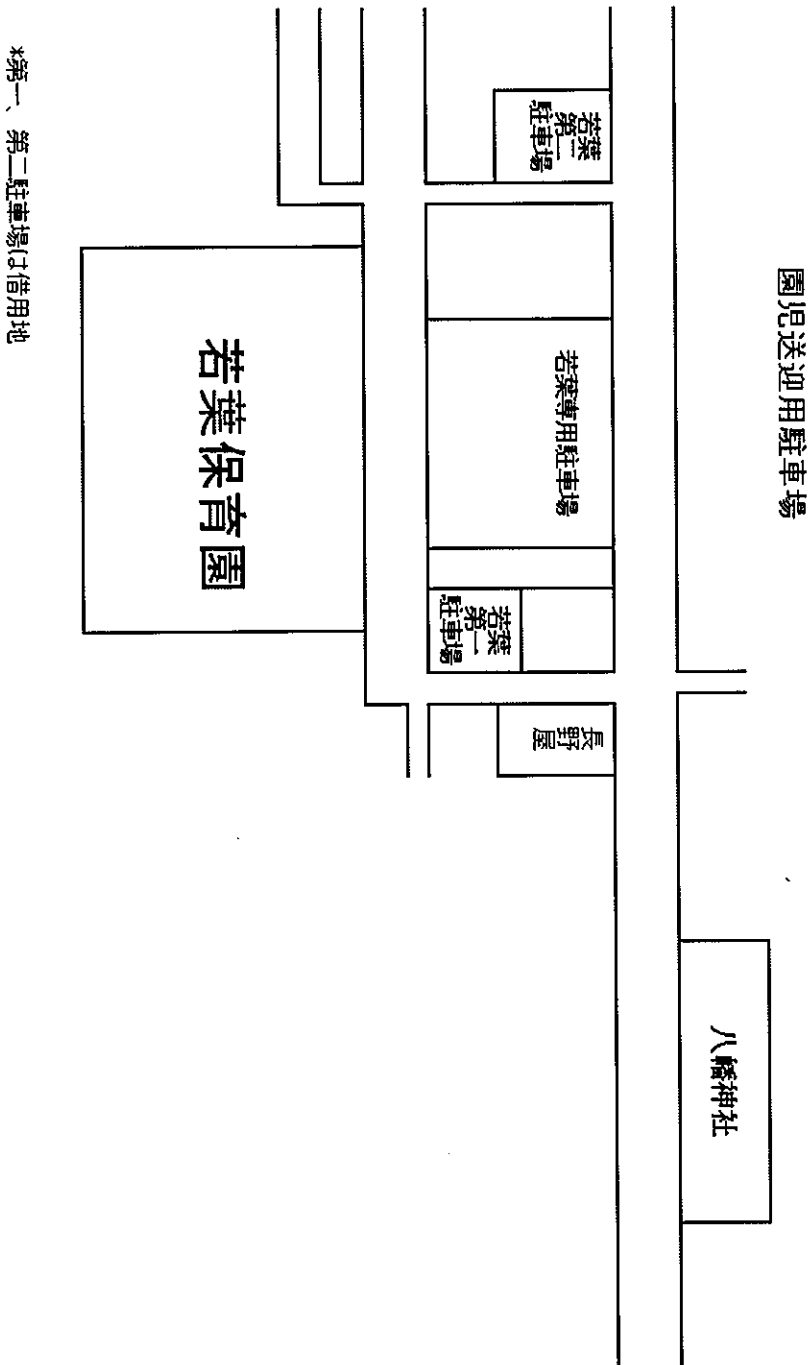 園児送迎用駐車場
八幡神社
若葉
第二
駐車場
若葉専用駐車場
若葉
第一
駐車場
長野
屋
若葉保育園
*第一、第二駐車場は借用地